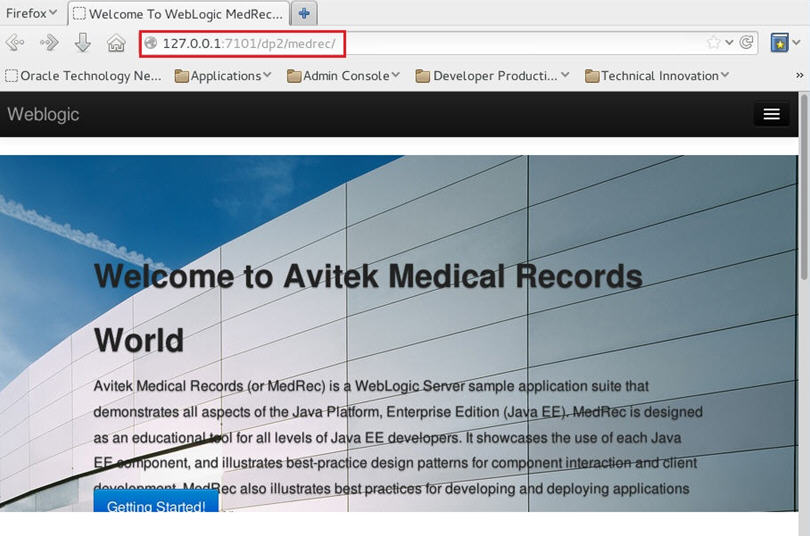 Firefox
Welcome To WebLogic MedRec...
127.0.0.1:7101/dp2/medrec/
Oracle Technology Ne... Applications Admin Console Developer Producti... Technical Innovation »
Weblogic
Welcome to Avitek Medical Records
World
Avitek Medical Records (or MedRec) is a WebLogic Server sample application suite that
demonstrates all aspects of the Java Platform, Enterprise Edition (Java EE). MedRec is designed
as an educational tool for all levels of Java EE developers. It showcases the use of each Java
EE component, and illustrates best-practice design patterns for component interaction and client
development. MedRec also illustrates best practices for developing and deploying applications
Getting Started!